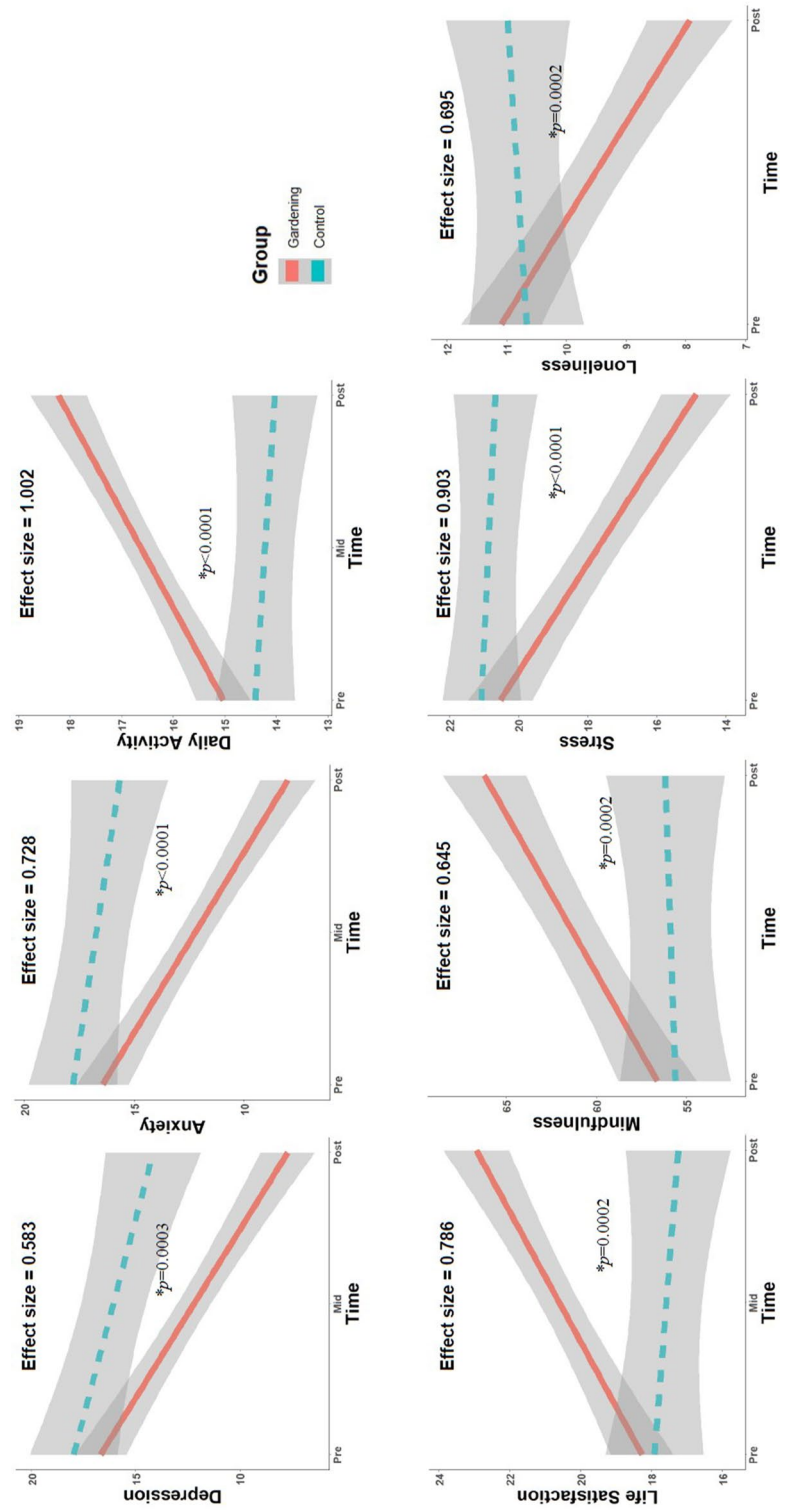 Effect size = 0.583
Depression
20
15
10
*p=0.0003
Pre
Mid
Post
Time
Effect size = 0.728
Anxiety
20
15
10
*p<0.0001
Pre
Mid
Post
Time
Effect size = 1.002
Daily Activity
19
18
17
16
15
14
13
*p<0.0001
Pre
Mid
Post
Time
Group
Gardening
Control
Effect size = 0.786
Life Satisfaction
24
22
20
18
16
*p=0.0002
Pre
Mid
Post
Time
Effect size = 0.645
Mindfulness
65
60
55
*p=0.0002
Pre
Post
Time
Effect size = 0.903
Stress
22
20
18
16
14
*p<0.0001
Pre
Post
Time
Effect size = 0.695
Loneliness
12
11
10
9
8
7
*p=0.0002
Pre
Post
Time